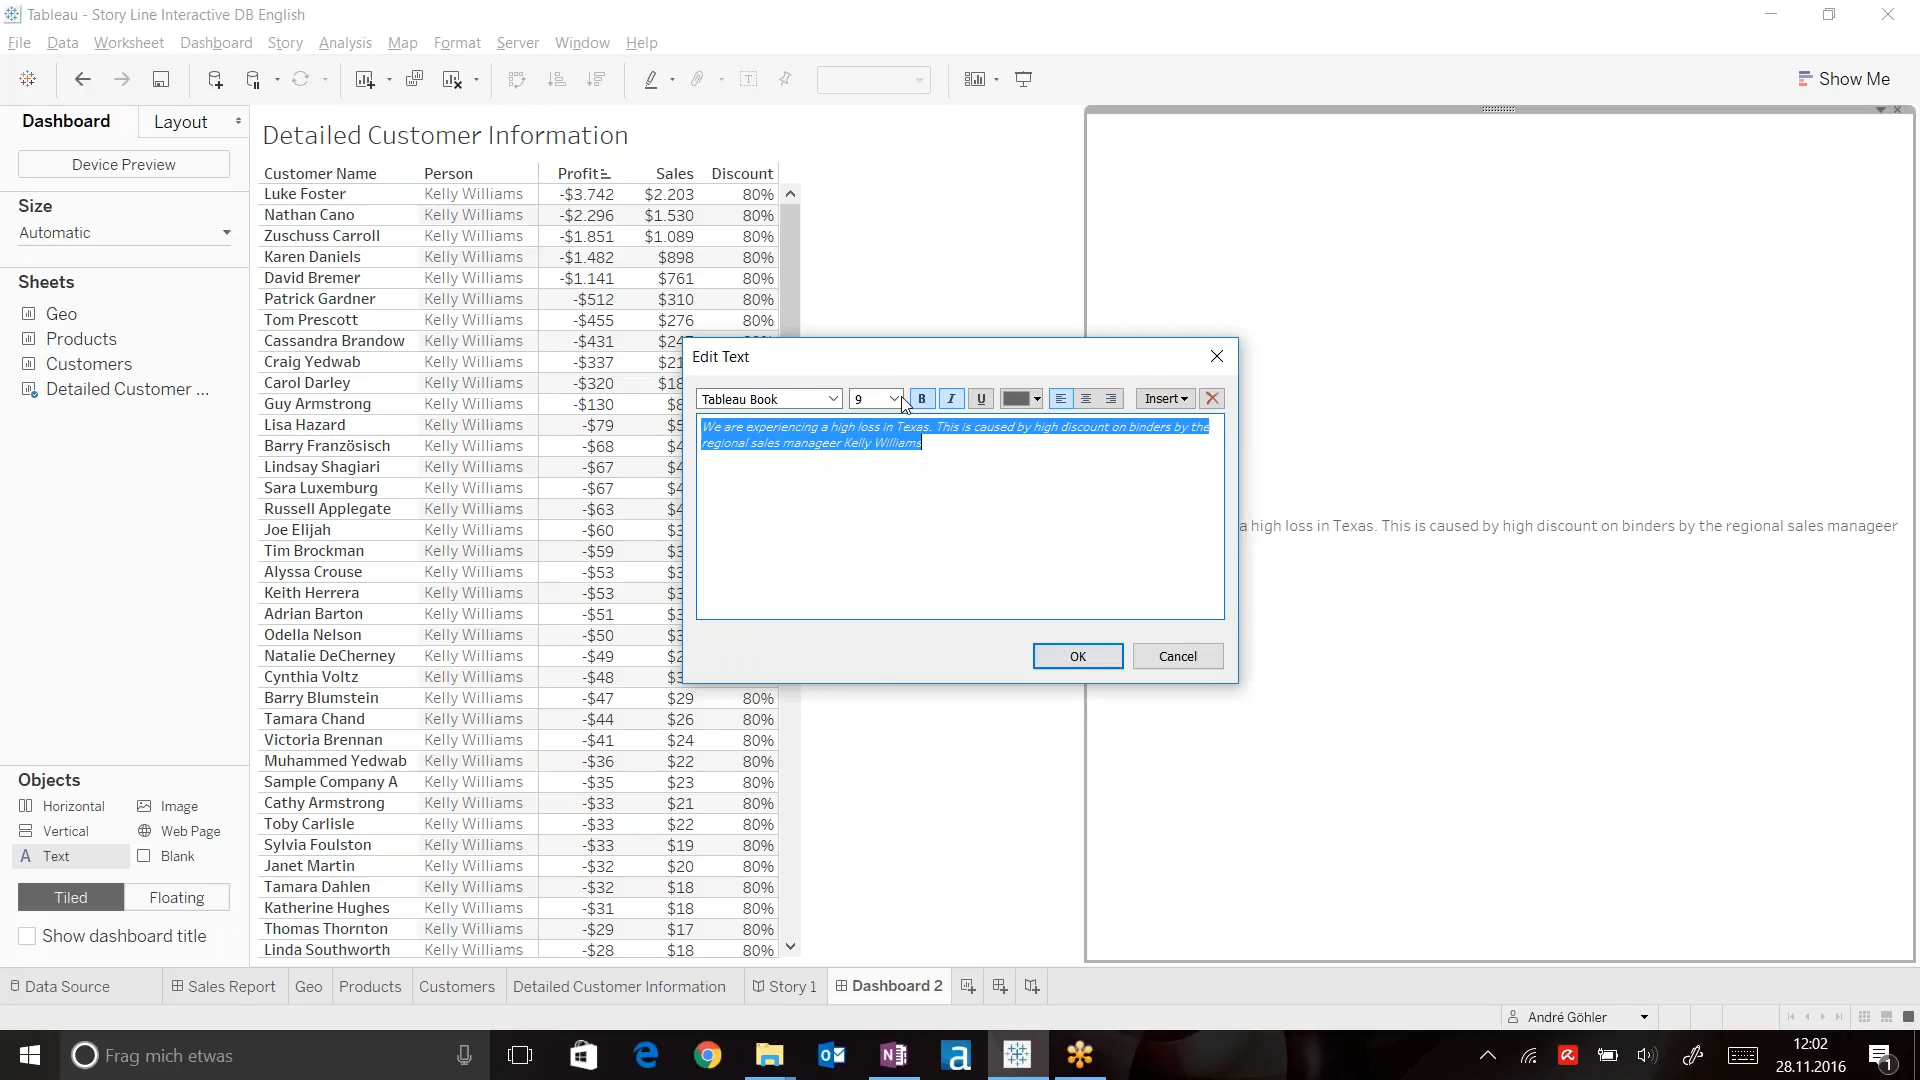 Tableau - Story Line Interactive DB English
File Data Worksheet Dashboard Story Analysis Map Format Server Window Help
Show Me
Dashboard Layout
Device Preview
Size
Automatic
Sheets
Geo
Products
Customers
Detailed Customer ...
Objects
Horizontal Image
Vertical Web Page
A Text Blank
Tiled Floating
Show dashboard title
Detailed Customer Information
Customer Name Person Profit Sales Discount
Luke Foster Kelly Williams -$3.742 $2.203 80%
Nathan Cano Kelly Williams -$2.296 $1.530 80%
Zuschuss Carroll Kelly Williams -$1.851 $1.089 80%
Karen Daniels Kelly Williams -$1.482 $898 80%
David Bremer Kelly Williams -$1.141 $761 80%
Patrick Gardner Kelly Williams -$512 $310 80%
Tom Prescott Kelly Williams -$455 $276 80%
Cassandra Brandow Kelly Williams -$431
Craig Yedwab Kelly Williams -$337
Carol Darley Kelly Williams -$320
Guy Armstrong Kelly Williams -$130
Lisa Hazard Kelly Williams -$79
Barry Französisch Kelly Williams -$68
Lindsay Shagiari Kelly Williams -$67
Sara Luxemburg Kelly Williams -$67
Russell Applegate Kelly Williams -$63
Joe Elijah Kelly Williams -$60
Tim Brockman Kelly Williams -$59
Alyssa Crouse Kelly Williams -$53
Keith Herrera Kelly Williams -$53
Adrian Barton Kelly Williams -$51
Odella Nelson Kelly Williams -$50
Natalie DeCherney Kelly Williams -$49
Cynthia Voltz Kelly Williams -$48
Barry Blumstein Kelly Williams -$47 $29 80%
Tamara Chand Kelly Williams -$44 $26 80%
Victoria Brennan Kelly Williams -$41 $24 80%
Muhammed Yedwab Kelly Williams -$36 $22 80%
Sample Company A Kelly Williams -$35 $23 80%
Cathy Armstrong Kelly Williams -$33 $21 80%
Toby Carlisle Kelly Williams -$33 $22 80%
Sylvia Foulston Kelly Williams -$33 $19 80%
Janet Martin Kelly Williams -$32 $20 80%
Tamara Dahlen Kelly Williams -$32 $18 80%
Katherine Hughes Kelly Williams -$31 $18 80%
Thomas Thornton Kelly Williams -$29 $17 80%
Linda Southworth Kelly Williams -$28 $18 80%
Edit Text
Tableau Book 9 B I U Insert
We are experiencing a high loss in Texas. This is caused by high discount on binders by the
regional sales manageer Kelly Williams
OK Cancel
a high loss in Texas. This is caused by high discount on binders by the regional sales manageer
Data Source Sales Report Geo Products Customers Detailed Customer Information Story 1 Dashboard 2
André Göhler
Frag mich etwas
12:02
28.11.2016
1